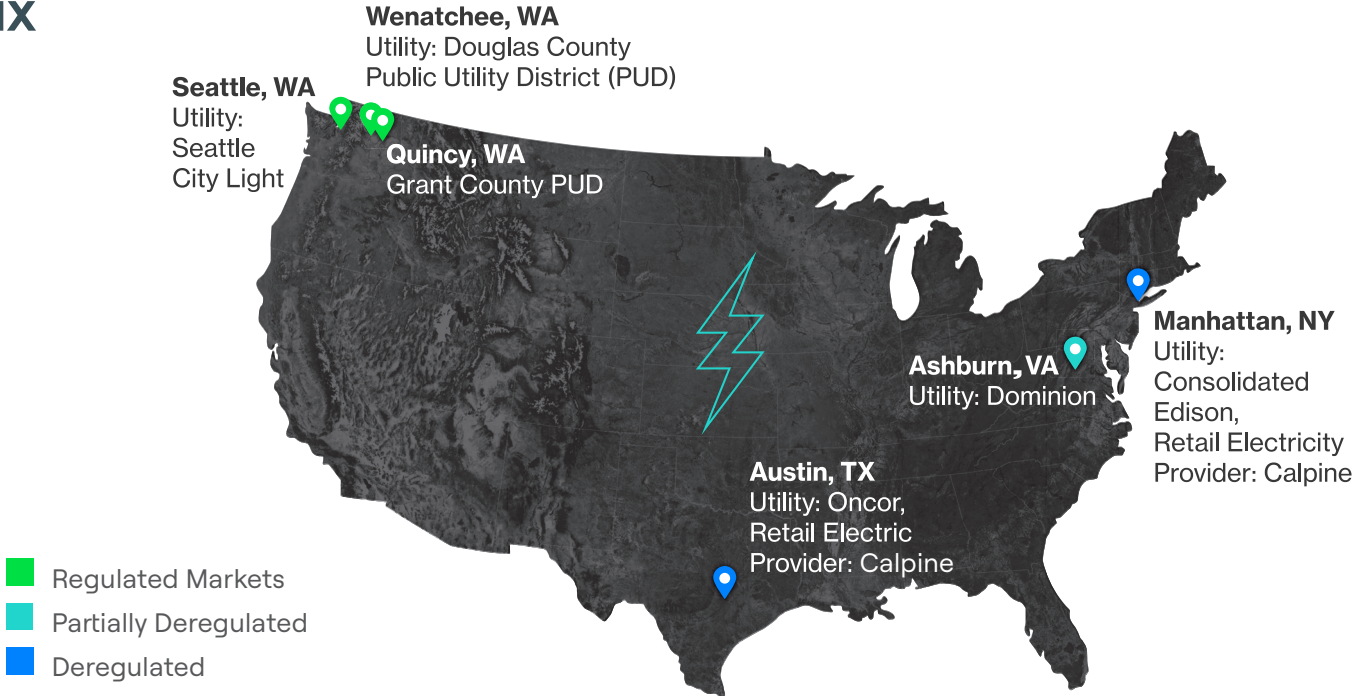 Wenatchee, WA
Utility: Douglas County
Public Utility District (PUD)
Seattle, WA
Utility:
Seattle
City Light
Quincy, WA
Grant County PUD
Manhattan, NY
Utility:
Consolidated
Edison,
Retail Electricity
Provider: Calpine
Ashburn, VA
Utility: Dominion
Austin, TX
Utility: Oncor,
Retail Electric
Provider: Calpine
Regulated Markets
Partially Deregulated
Deregulated